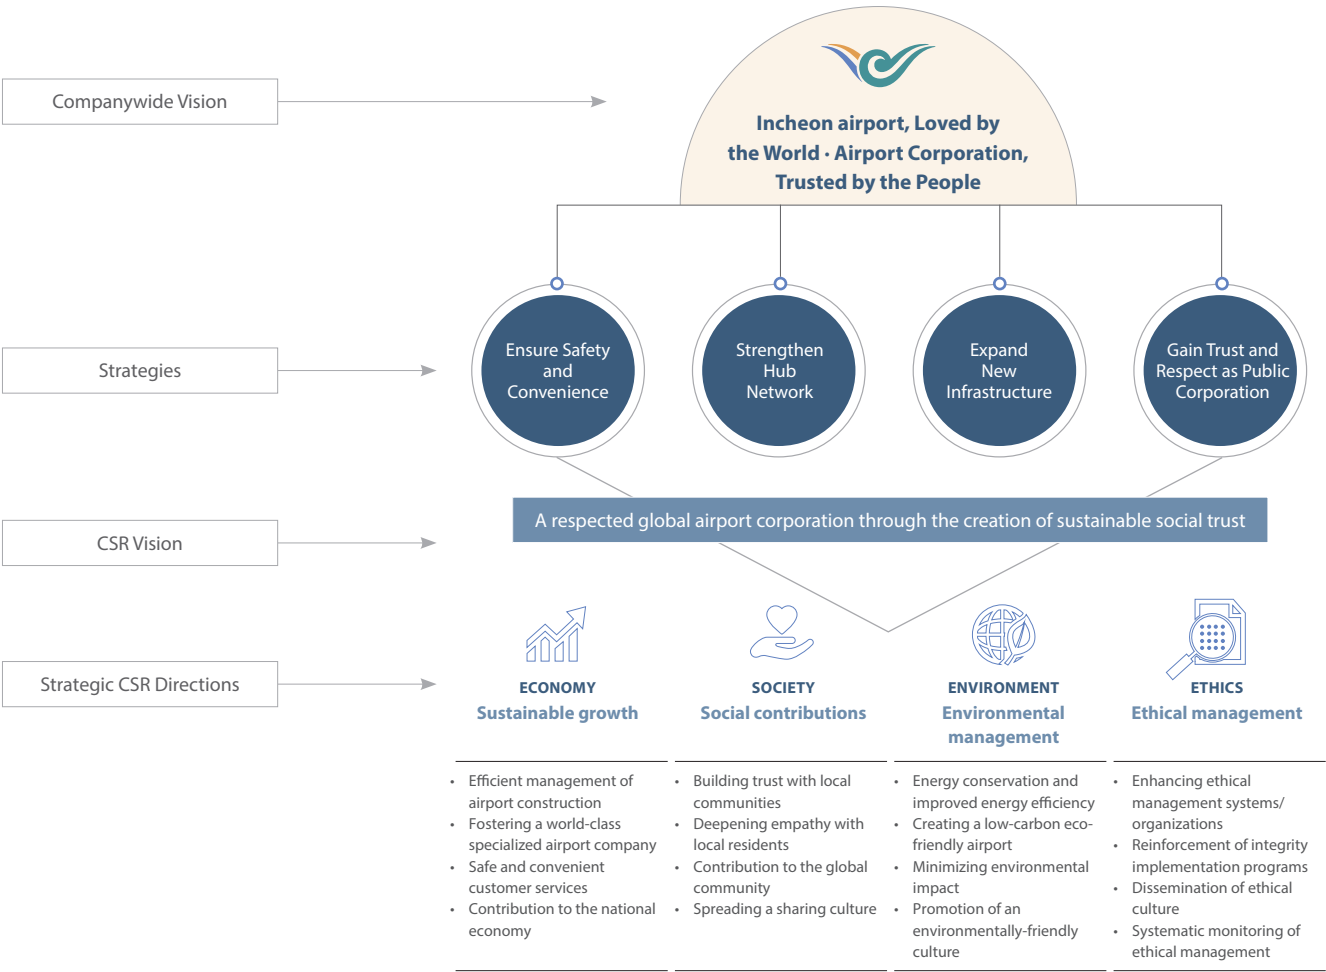 Companywide Vision
Incheon airport, Loved by
the World · Airport Corporation,
Trusted by the People
Strategies
Ensure Safety
and
Convenience
Strengthen
Hub
Network
Expand
New
Infrastructure
Gain Trust and
Respect as Public
Corporation
CSR Vision
A respected global airport corporation through the creation of sustainable social trust
Strategic CSR Directions
ECONOMY
Sustainable growth
• Efficient management of
airport construction
• Fostering a world-class
specialized airport company
• Safe and convenient
customer services
• Contribution to the national
economy
SOCIETY
Social contributions
• Building trust with local
communities
• Deepening empathy with
local residents
• Contribution to the global
community
• Spreading a sharing culture
ENVIRONMENT
Environmental
management
• Energy conservation and
improved energy efficiency
• Creating a low-carbon eco-
friendly airport
• Minimizing environmental
impact
• Promotion of an
environmentally-friendly
culture
ETHICS
Ethical management
• Enhancing ethical
management systems/
organizations
• Reinforcement of integrity
implementation programs
• Dissemination of ethical
culture
• Systematic monitoring of
ethical management